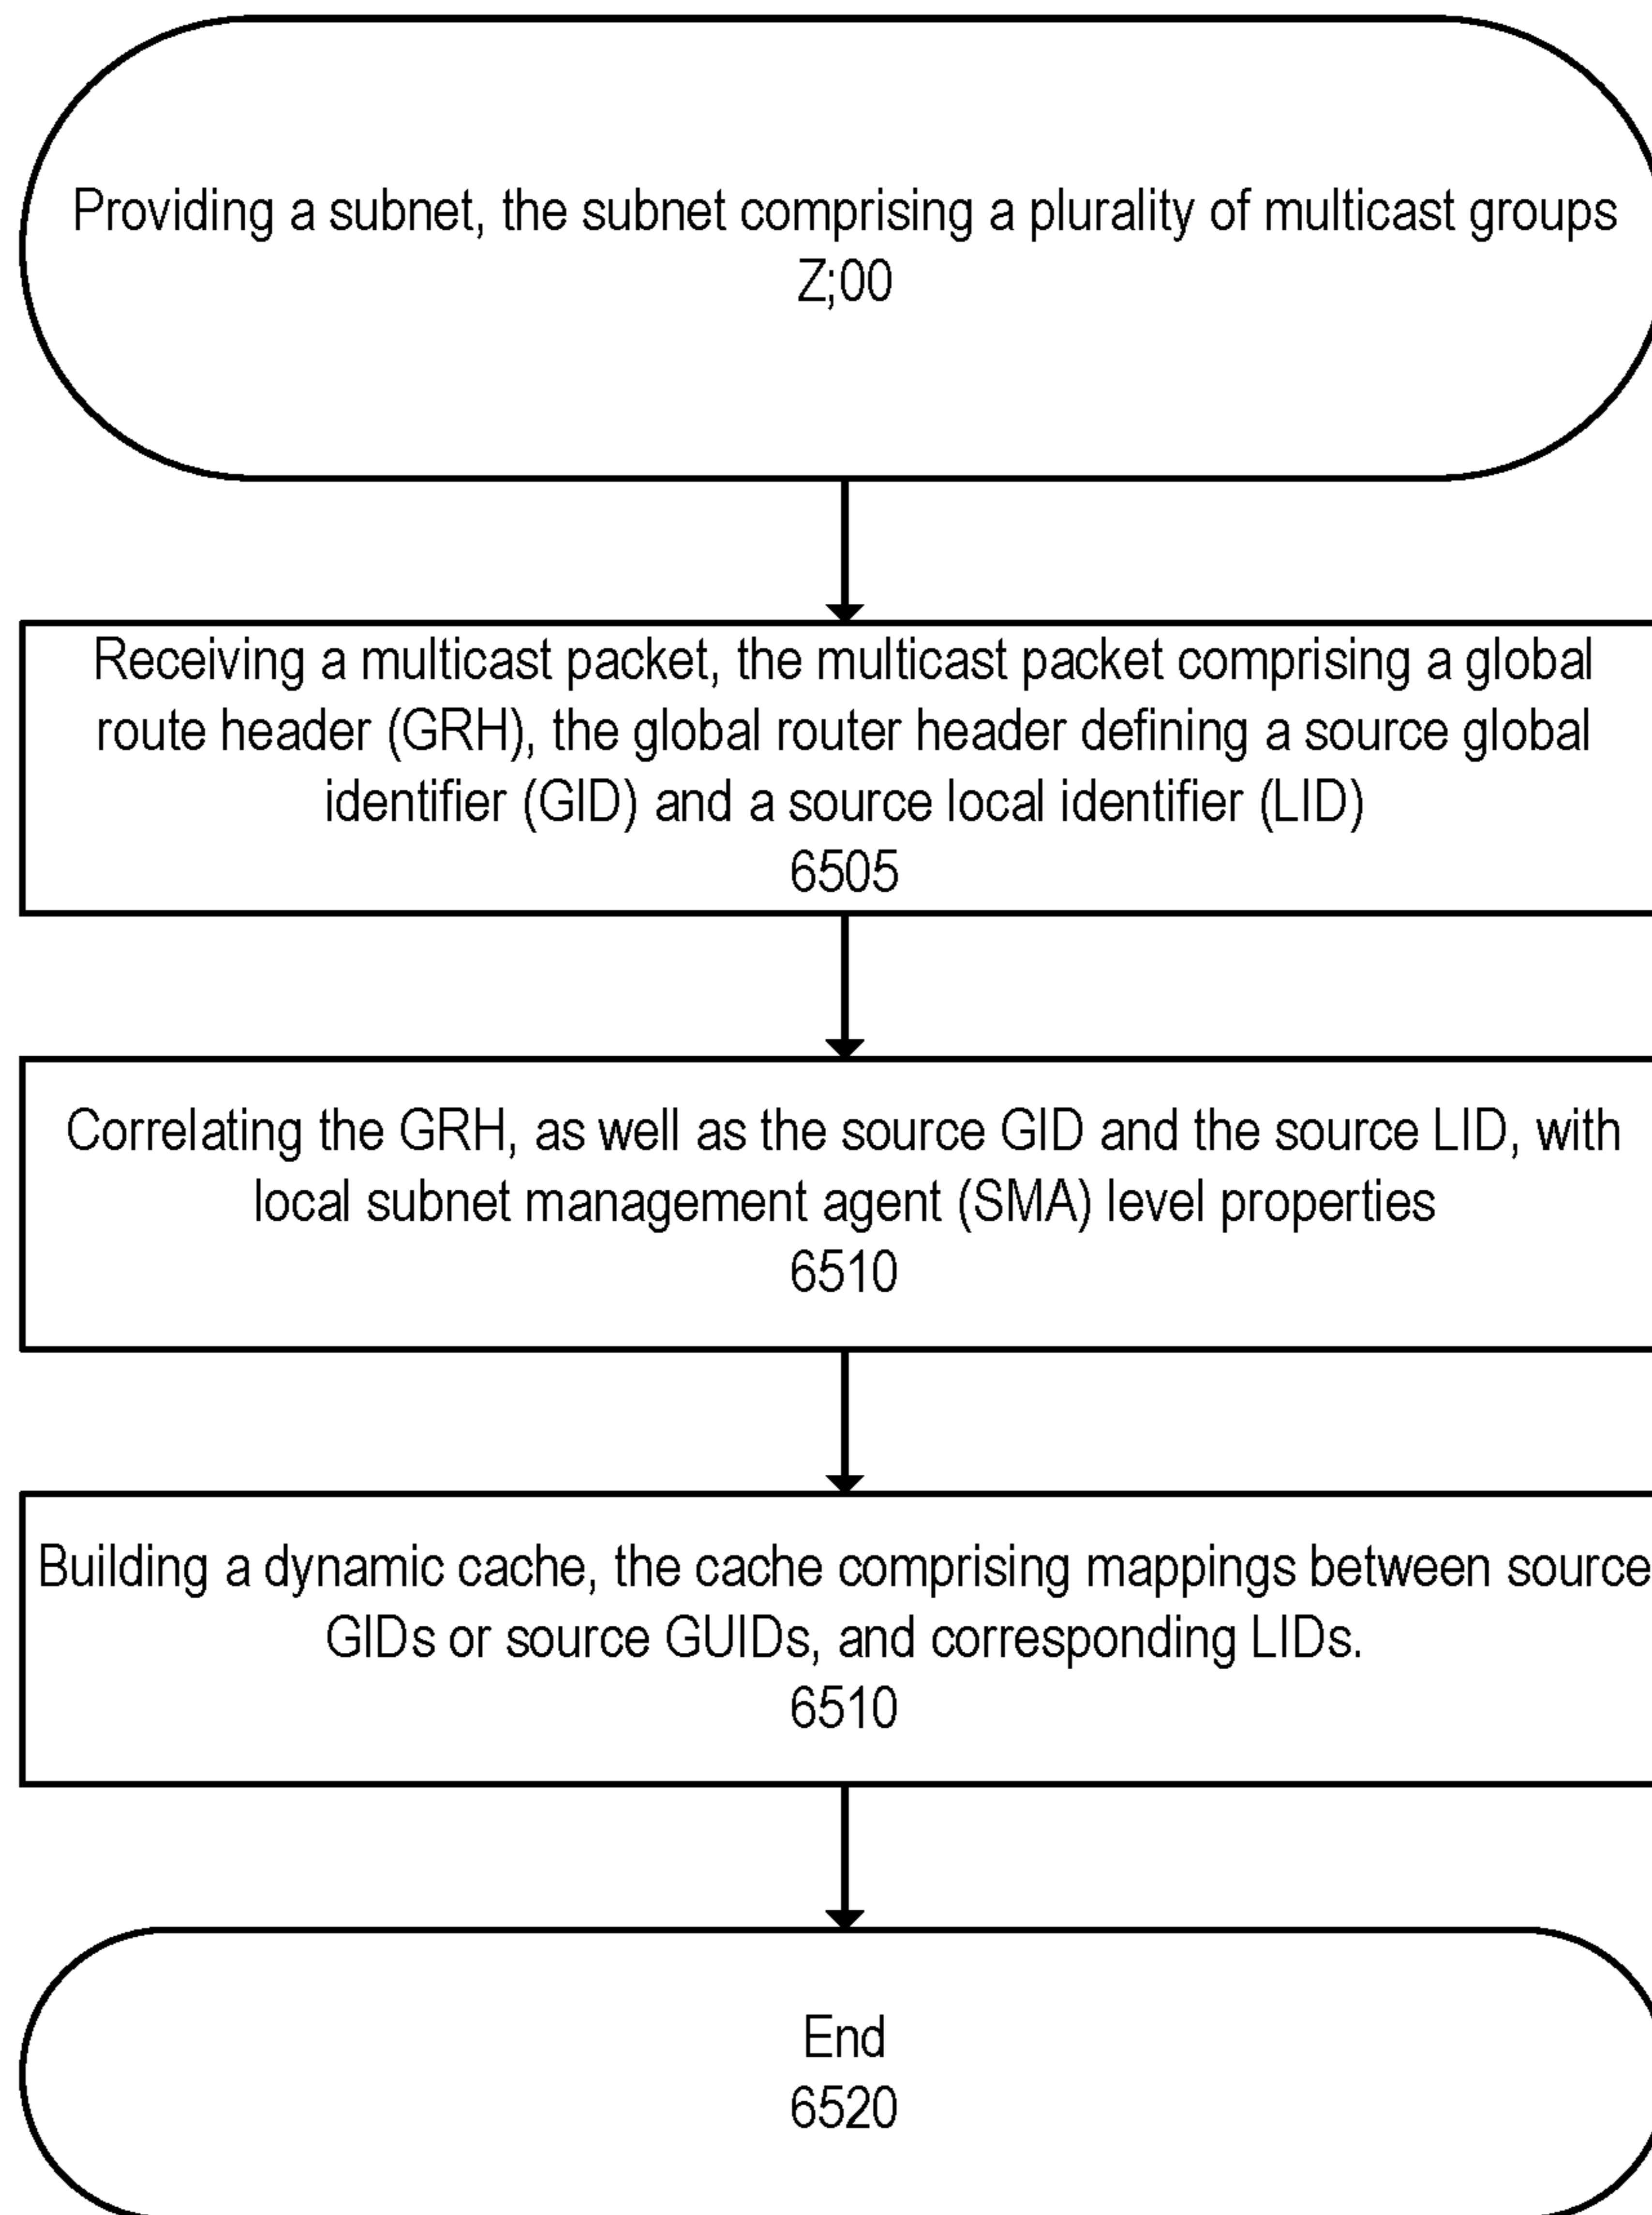 Providing a subnet, the subnet comprising a plurality of multicast groups
Z;00
Receiving a multicast packet, the multicast packet comprising a global
route header (GRH), the global router header defining a source global
identifier (GID) and a source local identifier (LID)
6505
Correlating the GRH, as well as the source GID and the source LID, with
local subnet management agent (SMA) level properties
6510
Building a dynamic cache, the cache comprising mappings between source
GIDs or source GUIDs, and corresponding LIDs.
6510
End
6520